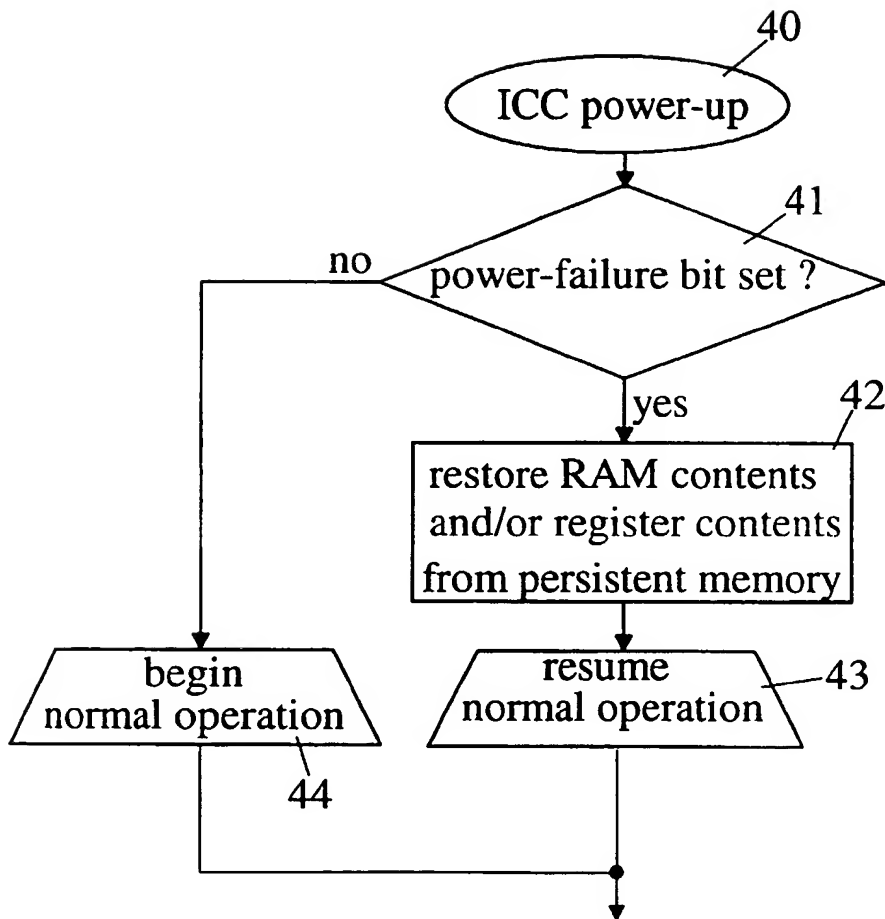 40
ICC power-up
41
no
power-failure bit set ?
yes
42
restore RAM contents
and/or register contents
from persistent memory
begin
normal operation
44
resume
normal operation
43